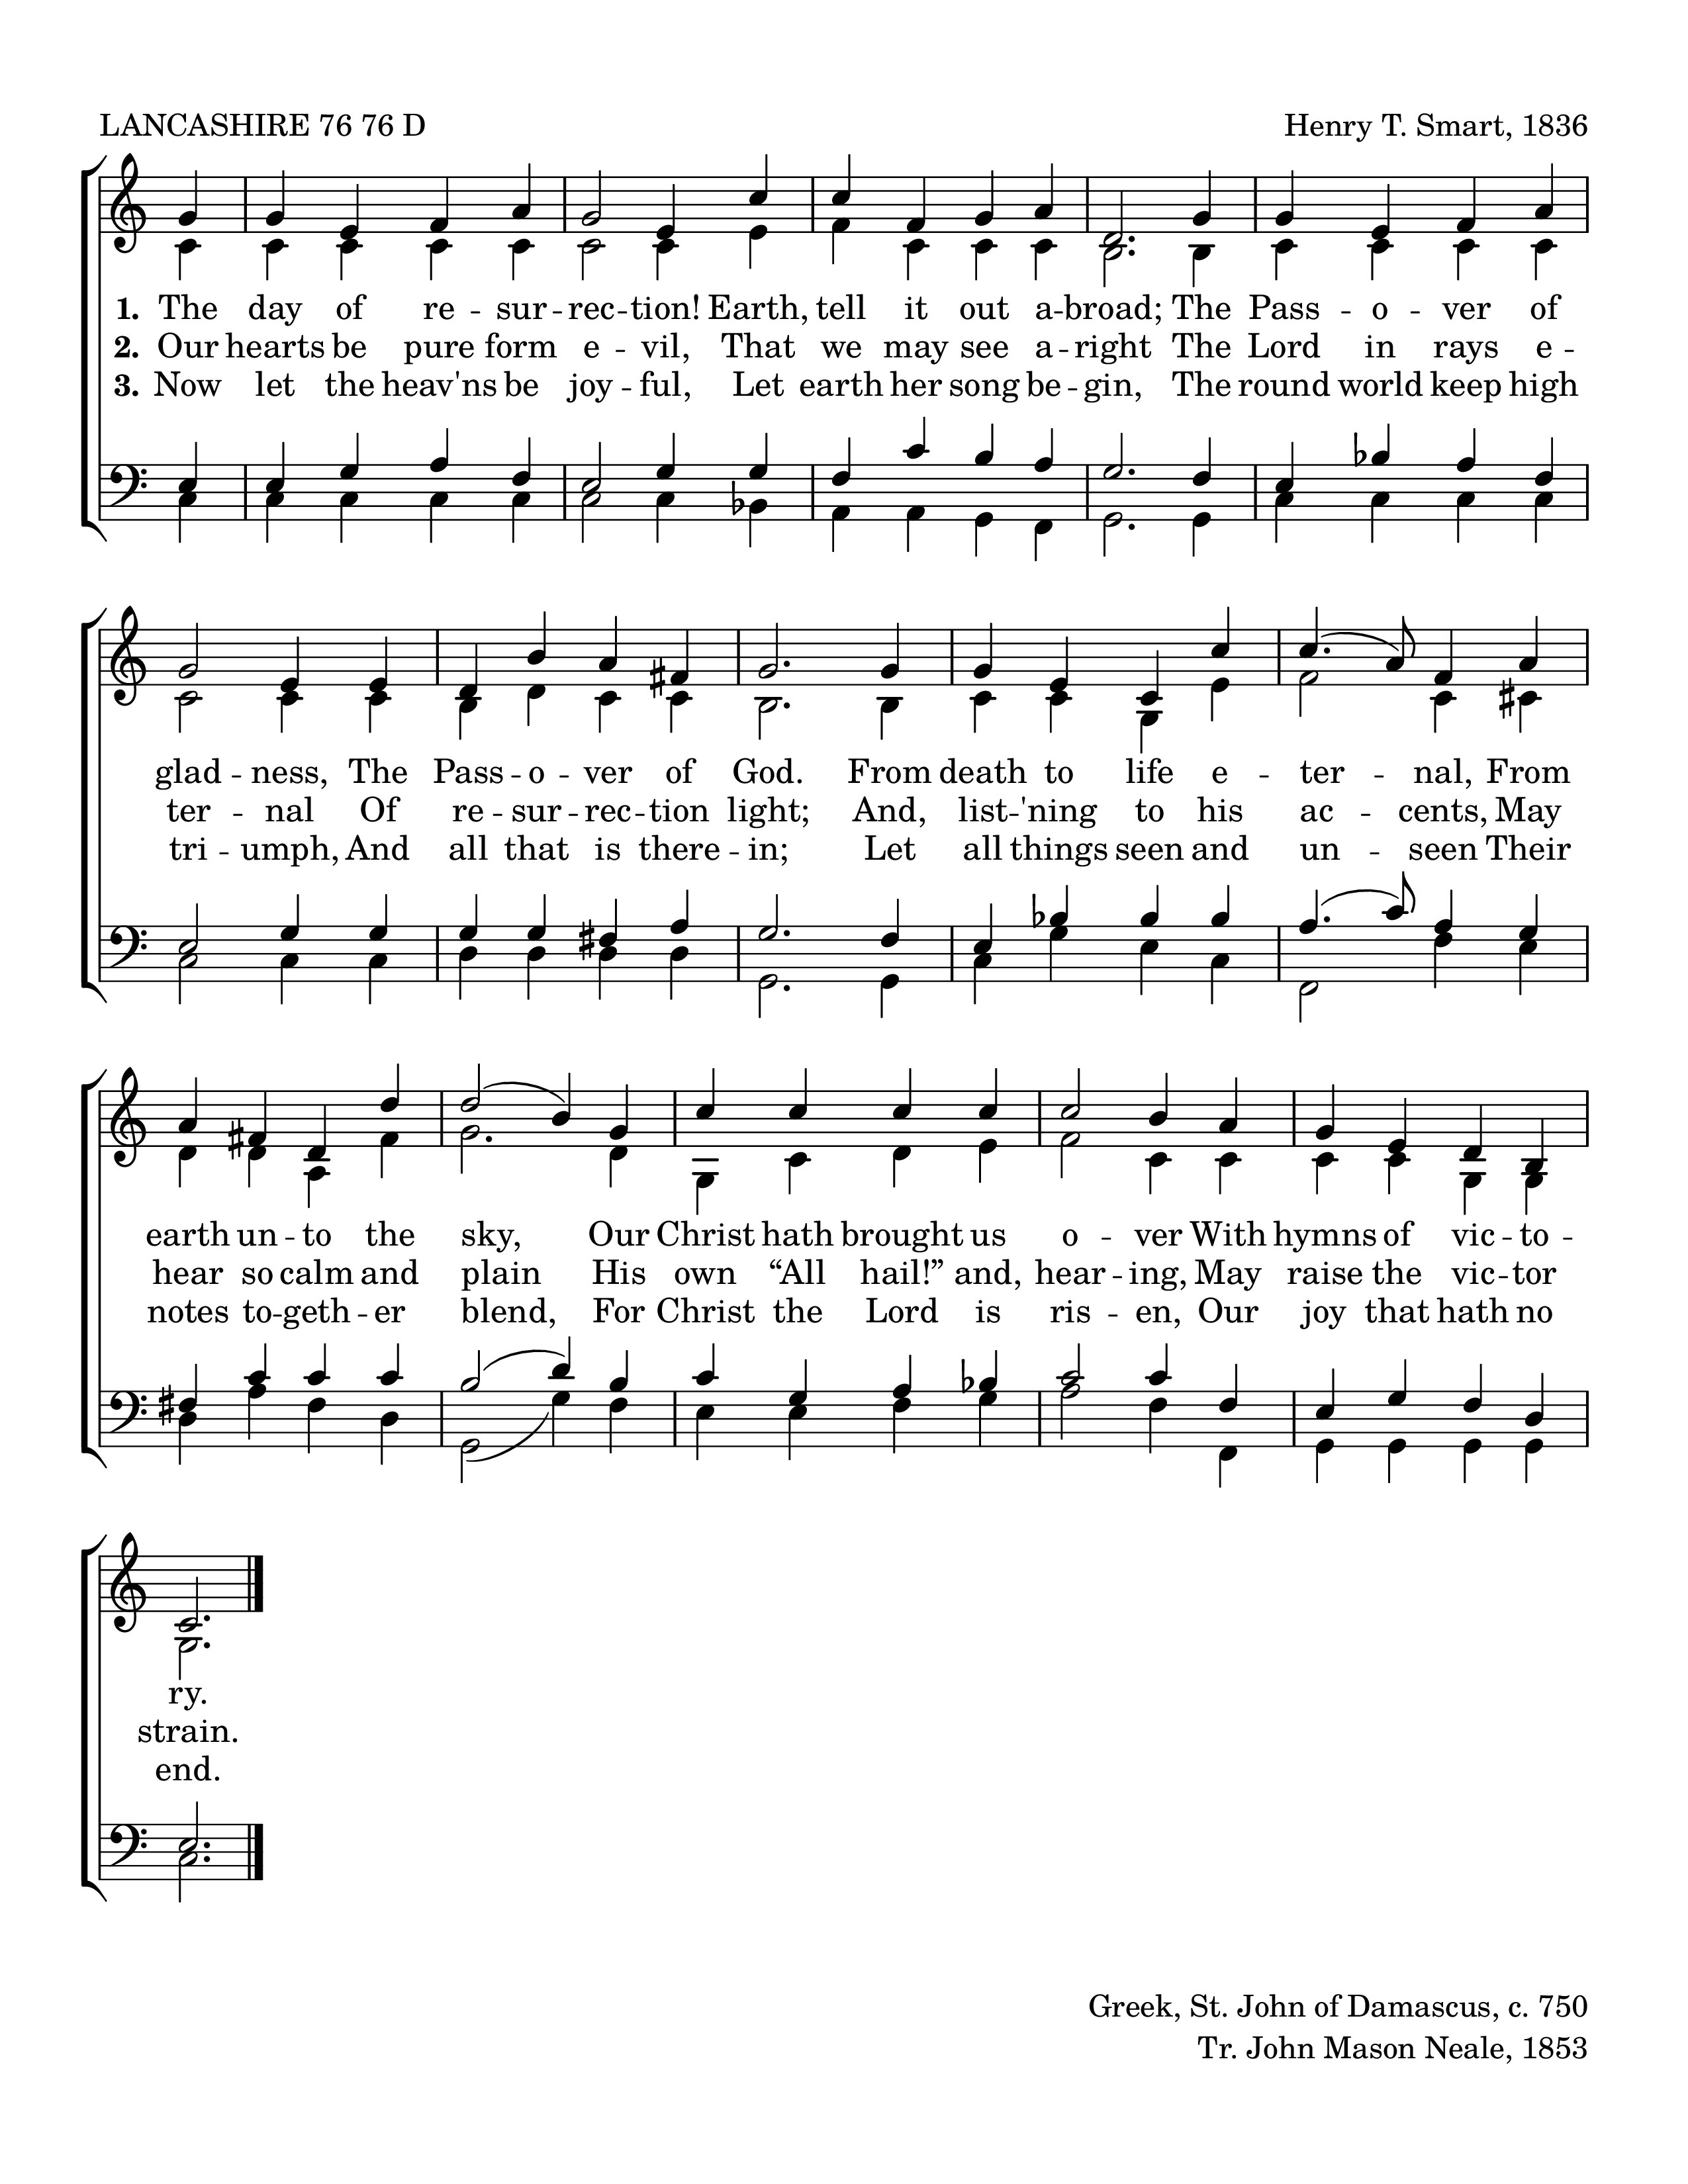 LANCASHIRE 76 76 D
Henry T. Smart, 1836
1. The day of re - sur - rec - tion! Earth, tell it out a - broad; The Pass - o - ver of
2. Our hearts be pure form e - vil, That we may see a - right The Lord in rays e -
3. Now let the heav'ns be joy - ful, Let earth her song be - gin, The round world keep high
glad - ness, The Pass - o - ver of God. From death to life e - ter - nal, From
ter - nal Of re - sur - rec - tion light; And, list - 'ning to his ac - cents, May
tri - umph, And all that is there - in; Let all things seen and un - seen Their
earth un - to the sky, Our Christ hath brought us o - ver With hymns of vic - to -
hear so calm and plain His own “All hail!” and, hear - ing, May raise the vic - tor
notes to - geth - er blend, For Christ the Lord is ris - en, Our joy that hath no
ry.
strain.
end.
Greek, St. John of Damascus, c. 750
Tr. John Mason Neale, 1853